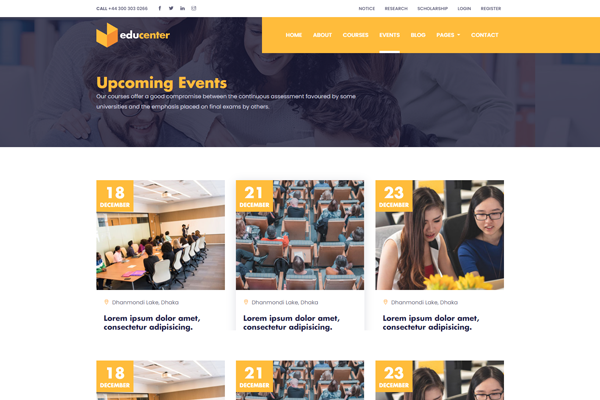 CALL +44 300 303 0266
NOTICE RESEARCH SCHOLARSHIP LOGIN REGISTER
educenter
HOME ABOUT COURSES EVENTS BLOG PAGES CONTACT
Upcoming Events
Our courses offer a good compromise between the continuous assessment favoured by some
universities and the emphasis placed on final exams by others.
18
DECEMBER
21
DECEMBER
23
DECEMBER
Dhanmondi Lake, Dhaka
Lorem ipsum dolor amet,
consectetur adipisicing.
Dhanmondi Lake, Dhaka
Lorem ipsum dolor amet,
consectetur adipisicing.
Dhanmondi Lake, Dhaka
Lorem ipsum dolor amet,
consectetur adipisicing.
18
DECEMBER
21
DECEMBER
23
DECEMBER